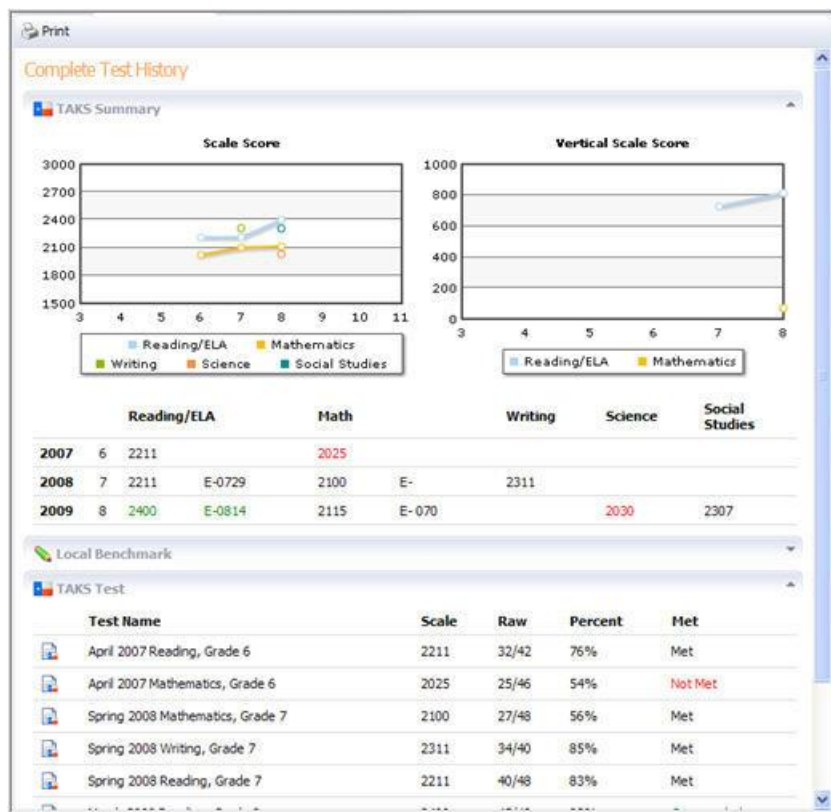 Print
Complete Test History
TAKS Summary
Scale Score
3000
2700
2400
2100
1800
1500
3 4 5 6 7 8 9 10 11
Reading/ELA Mathematics
Writing Science Social Studies
Vertical Scale Score
1000
800
600
400
200
0
3 4 5 6 7 8
Reading/ELA Mathematics
Reading/ELA Math Writing Science Social Studies
2007 6 2211 2025
2008 7 2211 E-0729 2100 E- 2311
2009 8 2400 E-0814 2115 E- 070 2030 2307
Local Benchmark
TAKS Test
Test Name Scale Raw Percent Met
April 2007 Reading, Grade 6 2211 32/42 76% Met
April 2007 Mathematics, Grade 6 2025 25/46 54% Not Met
Spring 2008 Mathematics, Grade 7 2100 27/48 56% Met
Spring 2008 Writing, Grade 7 2311 34/40 85% Met
Spring 2008 Reading, Grade 7 2211 40/48 83% Met